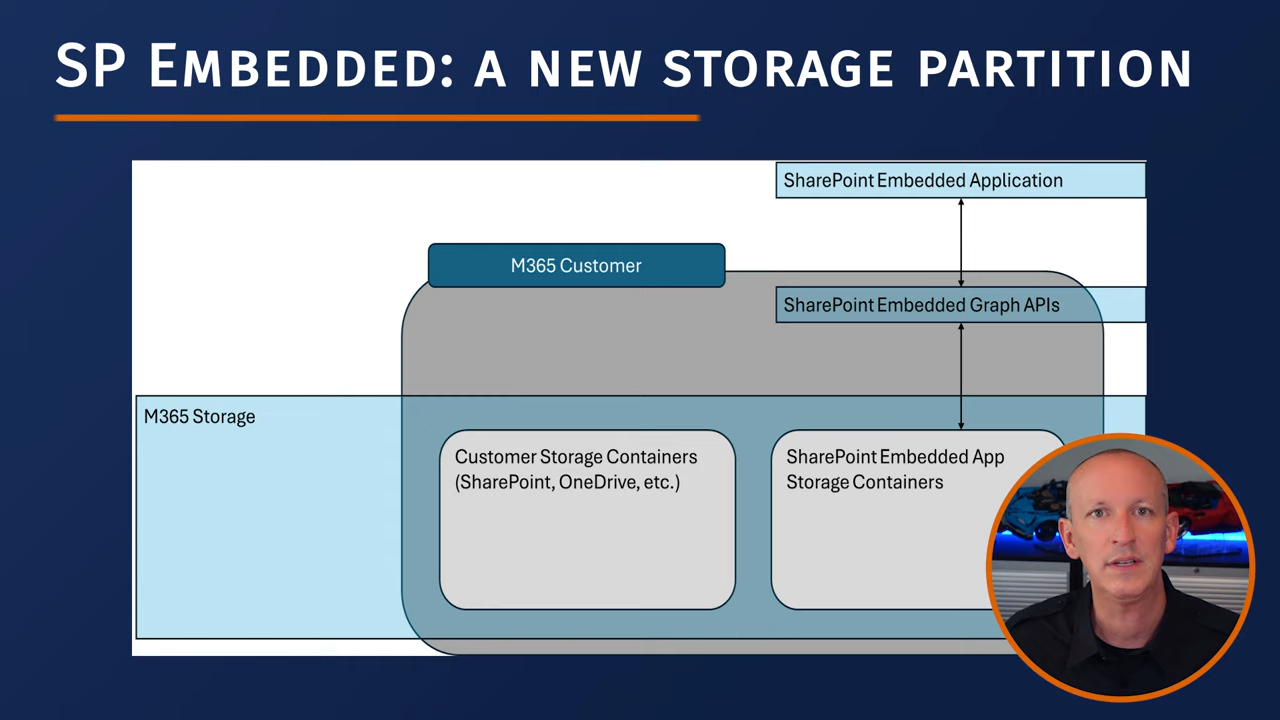 SP EMBEDDED: A NEW STORAGE PARTITION
SharePoint Embedded Application
M365 Customer
SharePoint Embedded Graph APIs
M365 Storage
Customer Storage Containers
(SharePoint, OneDrive, etc.)
SharePoint Embedded App
Storage Containers